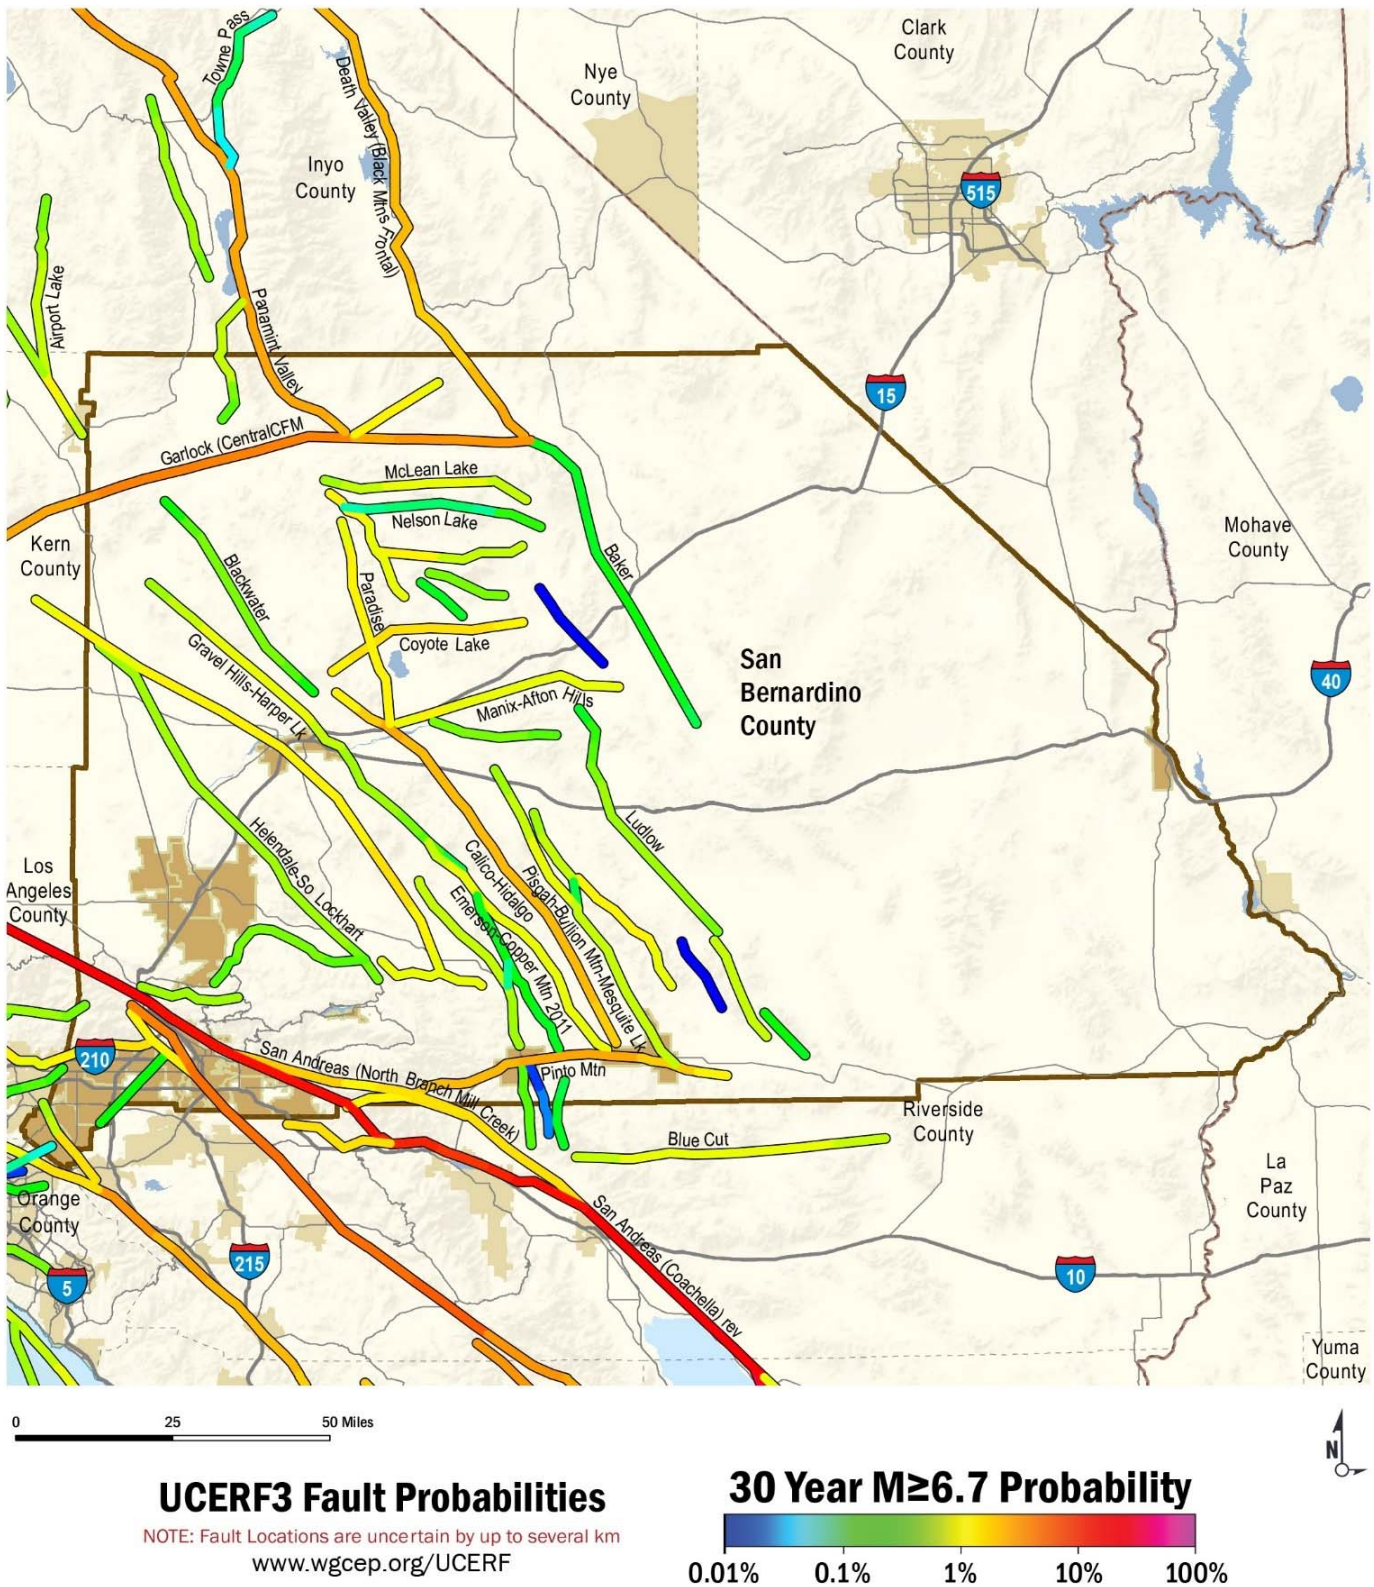 Clark
County
Towne Pass
Nye
County
Death Valley (Black Mtns Frontal)
Inyo
County
515
Airport Lake
Panamint Valley
15
Garlock (CentralCFM
McLean Lake
Nelson Lake
Mohave
County
Kern
County
Baker
Blackwater
Paradise
Coyote Lake
Gravel Hills-Harper Lk
San
Bernardino
County
40
Manix-Afton Hills
Ludlow
Helendale-So Lockhart
Calico-Hidalgo
Pisgah-Bullion Mtn-Mesquite Lk
Los
Angeles
County
Emerson-Copper Mtn 2011
210
San Andreas (North Branch Mill Creek)
Pinto Mtn
Riverside
County
Blue Cut
La
Paz
County
Orange
County
San Andreas (Coachella) rev
215
5
10
Yuma
County
0 25 50 Miles
N
UCERF3 Fault Probabilities
NOTE: Fault Locations are uncertain by up to several km
www.wgcep.org/UCERF
30 Year M≥6.7 Probability
0.01% 0.1% 1% 10% 100%